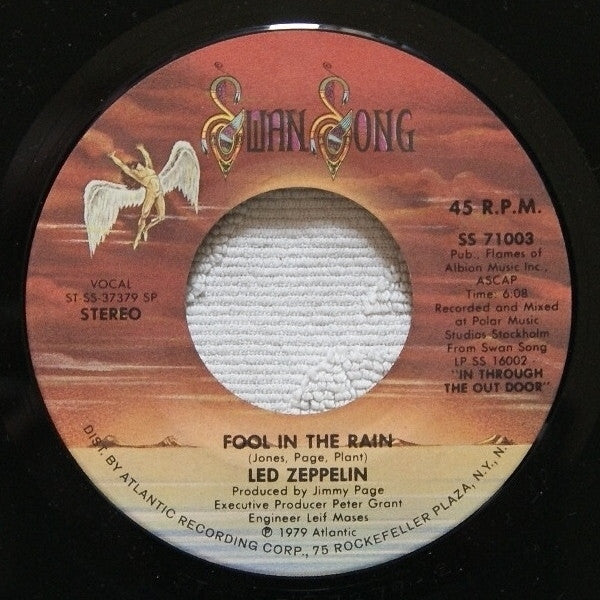 SWAN SONG
45 R.P.M.
SS 71003
Pub., Flames of
Albion Music Inc.,
ASCAP
Time: 6:08
Recorded and Mixed
at Polar Music
Studios Stockholm
From Swan Song
LP SS 16002 -
"IN THROUGH
THE OUT DOOR"
VOCAL
ST-SS-37379 SP
STEREO
FOOL IN THE RAIN
(Jones, Page, Plant)
LED ZEPPELIN
Produced by Jimmy Page
Executive Producer Peter Grant
Engineer Leif Mases
℗ 1979 Atlantic
DIST. BY ATLANTIC RECORDING CORP., 75 ROCKEFELLER PLAZA, N.Y., N.